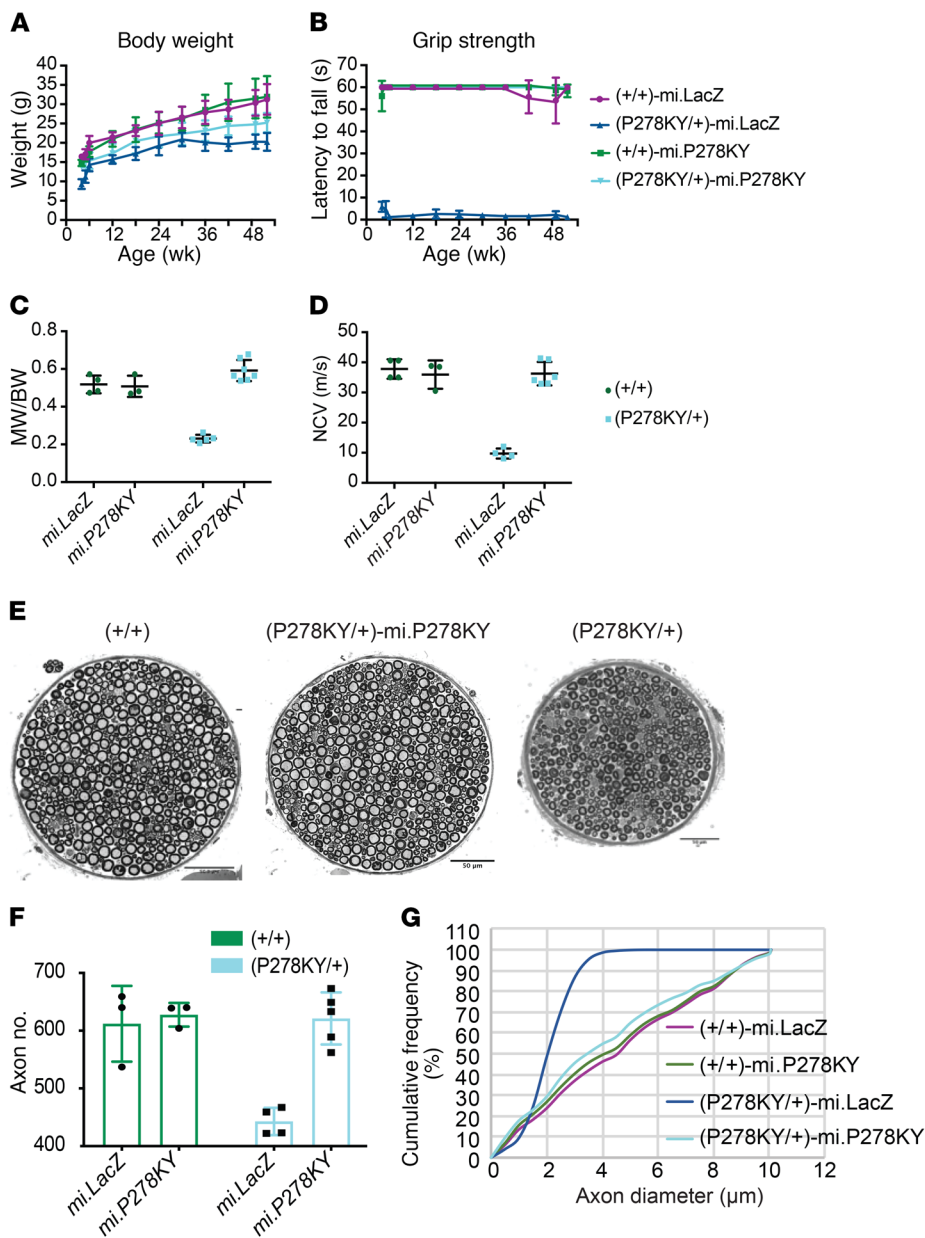 A
Body weight
Weight (g)
40
35
30
25
20
15
10
5
0
0 12 24 36 48
Age (wk)
B
Grip strength
Latency to fall (s)
70
60
50
40
30
20
10
0
0 12 24 36 48
Age (wk)
(+/+)-mi.LacZ
(P278KY/+)-mi.LacZ
(+/+)-mi.P278KY
(P278KY/+)-mi.P278KY
C
MW/BW
0.8
0.6
0.4
0.2
0.0
mi.LacZ
mi.P278KY
mi.LacZ
mi.P278KY
D
NCV (m/s)
50
40
30
20
10
0
mi.LacZ
mi.P278KY
mi.LacZ
mi.P278KY
(+/+)
(P278KY/+)
E
(+/+)
(P278KY/+)-mi.P278KY
(P278KY/+)
50 µm
F
(+/+)
(P278KY/+)
Axon no.
700
600
500
400
mi.LacZ
mi.P278KY
mi.LacZ
mi.P278KY
G
Cumulative frequency
(%)
110
100
90
80
70
60
50
40
30
20
10
0
0 2 4 6 8 10 12
Axon diameter (µm)
(+/+)-mi.LacZ
(+/+)-mi.P278KY
(P278KY/+)-mi.LacZ
(P278KY/+)-mi.P278KY